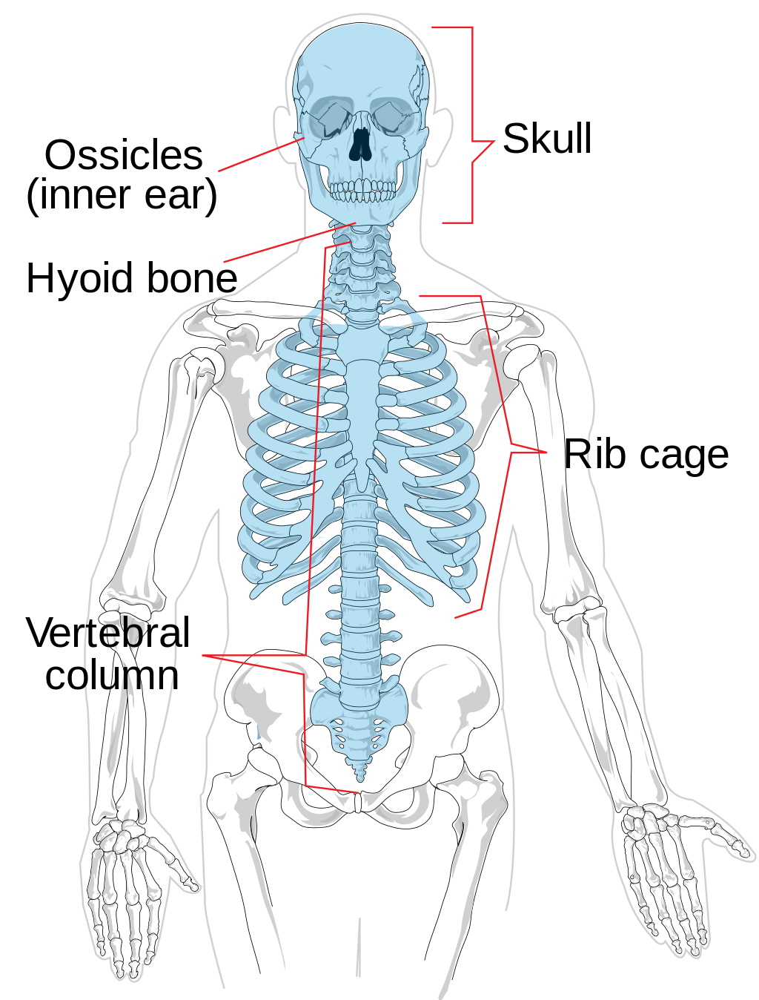 Skull
Ossicles
(inner ear)
Hyoid bone
Rib cage
Vertebral
column